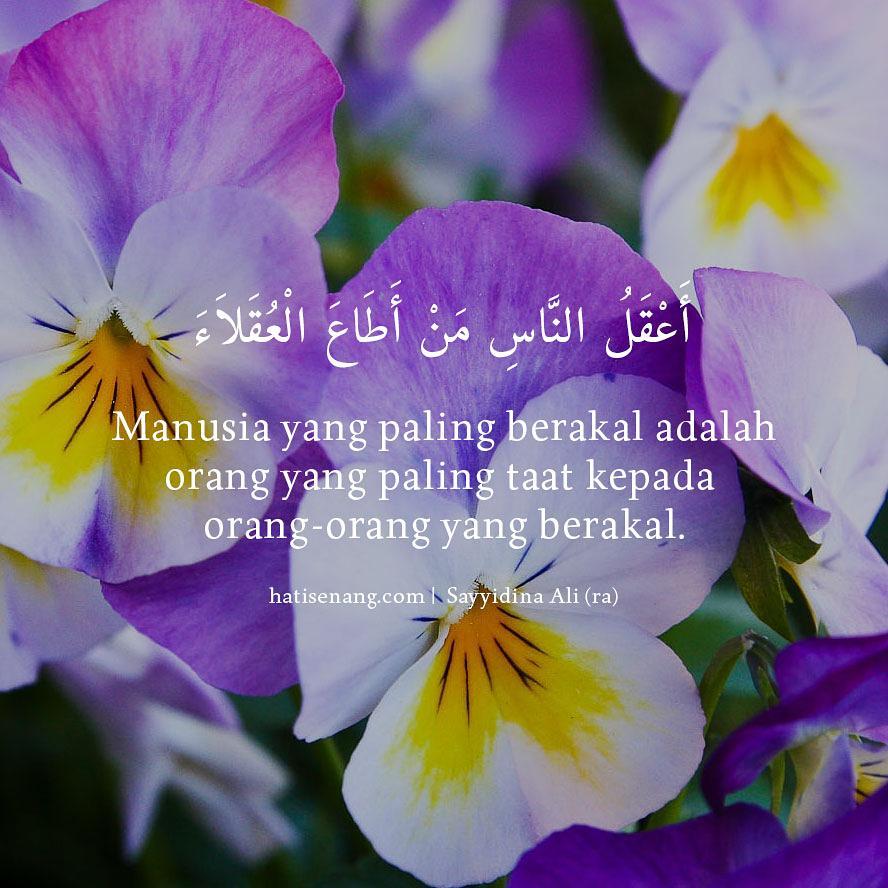 أَعْقَلُ النَّاسِ مَنْ أَطَاعَ الْعُقَلاَءَ
Manusia yang paling berakal adalah
orang yang paling taat kepada
orang-orang yang berakal.
hatisenang.com | Sayyidina Ali (ra)